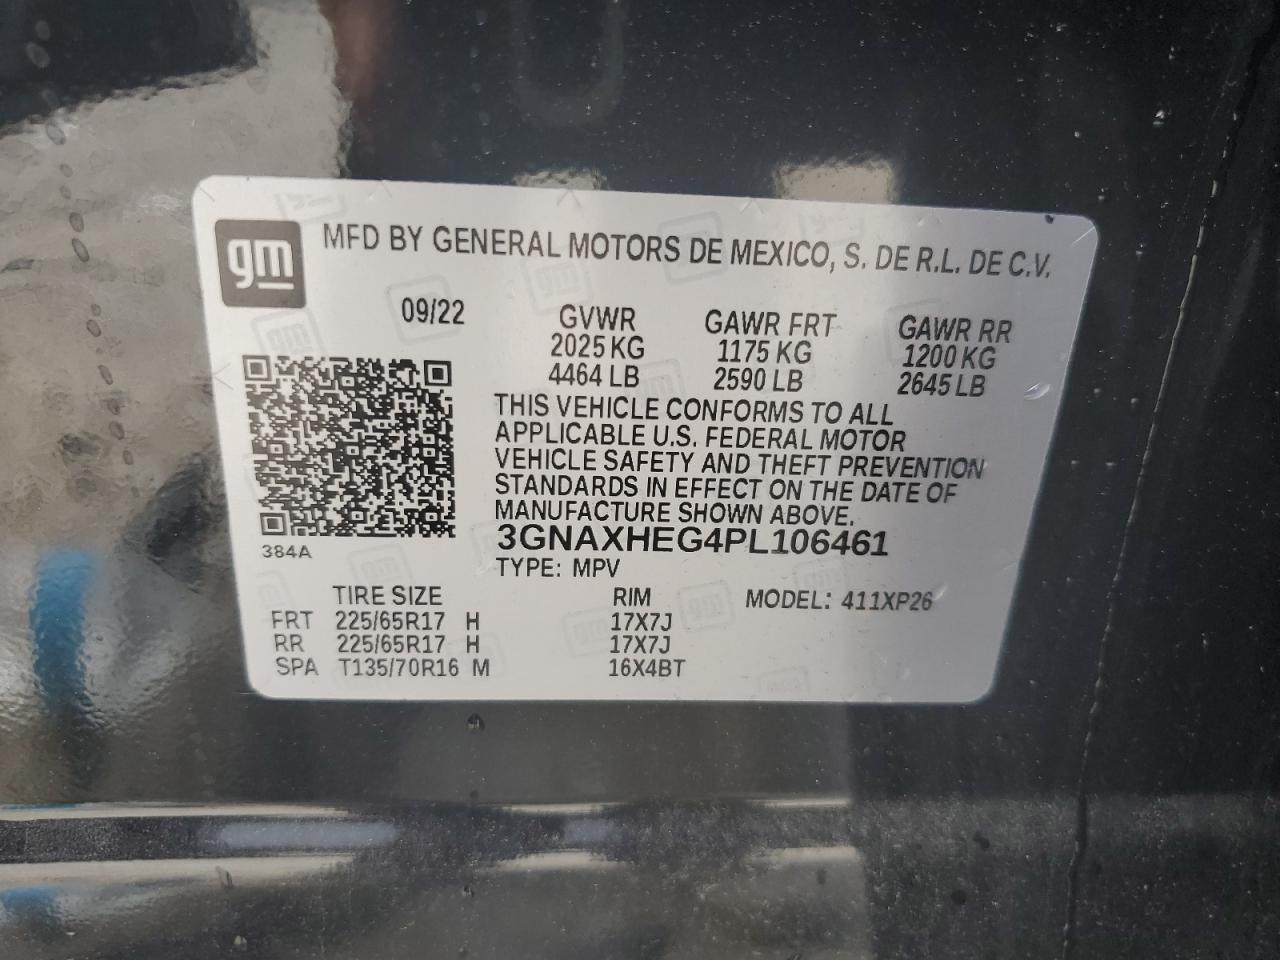 gm
MFD BY GENERAL MOTORS DE MEXICO, S. DE R.L. DE C.V.
09/22 GVWR GAWR FRT GAWR RR
2025 KG 1175 KG 1200 KG
4464 LB 2590 LB 2645 LB
THIS VEHICLE CONFORMS TO ALL
APPLICABLE U.S. FEDERAL MOTOR
VEHICLE SAFETY AND THEFT PREVENTION
STANDARDS IN EFFECT ON THE DATE OF
MANUFACTURE SHOWN ABOVE.
3GNAXHEG4PL106461
384A
TYPE: MPV
TIRE SIZE RIM MODEL: 411XP26
FRT 225/65R17 H 17X7J
RR 225/65R17 H 17X7J
SPA T135/70R16 M 16X4BT